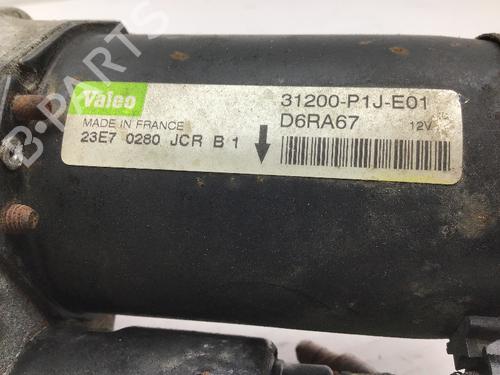 B-PARTS
Valeo
31200-P1J-E01
MADE IN FRANCE
D6RA67 12V
23E7 0280 JCR B 1